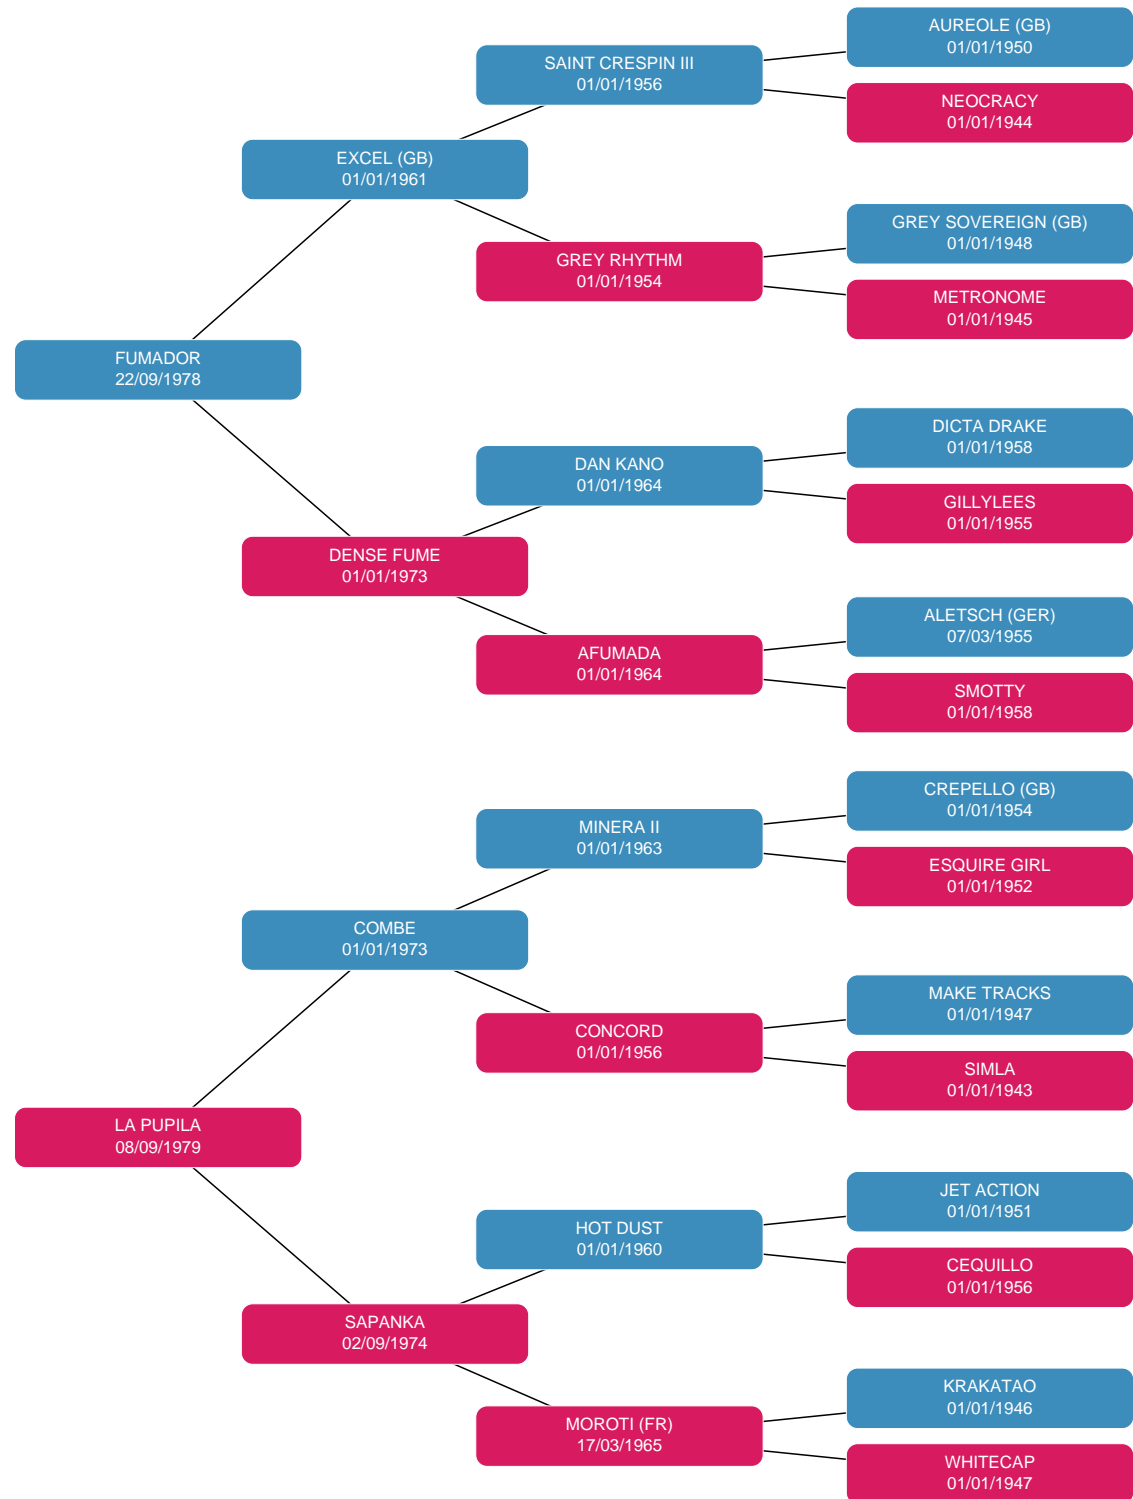 AUREOLE (GB)
01/01/1950
SAINT CRESPIN III
01/01/1956
NEOCRACY
01/01/1944
EXCEL (GB)
01/01/1961
GREY SOVEREIGN (GB)
01/01/1948
GREY RHYTHM
01/01/1954
METRONOME
01/01/1945
FUMADOR
22/09/1978
DICTA DRAKE
01/01/1958
DAN KANO
01/01/1964
GILLYLEES
01/01/1955
DENSE FUME
01/01/1973
ALETSCH (GER)
07/03/1955
AFUMADA
01/01/1964
SMOTTY
01/01/1958
CREPELLO (GB)
01/01/1954
MINERA II
01/01/1963
ESQUIRE GIRL
01/01/1952
COMBE
01/01/1973
MAKE TRACKS
01/01/1947
CONCORD
01/01/1956
SIMLA
01/01/1943
LA PUPILA
08/09/1979
JET ACTION
01/01/1951
HOT DUST
01/01/1960
CEQUILLO
01/01/1956
SAPANKA
02/09/1974
KRAKATAO
01/01/1946
MOROTI (FR)
17/03/1965
WHITECAP
01/01/1947